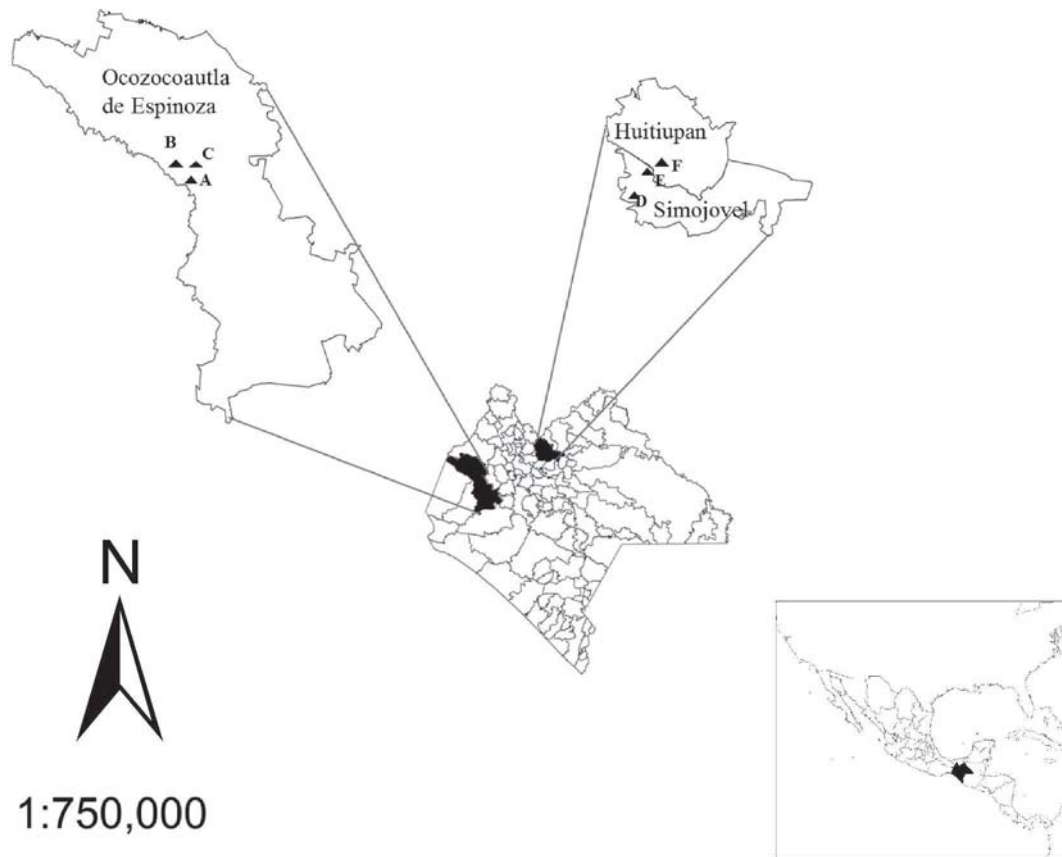 Ocozocoautla
de Espinoza
B
C
A
Huitiupan
F
E
D
Simojovel
N
1:750,000